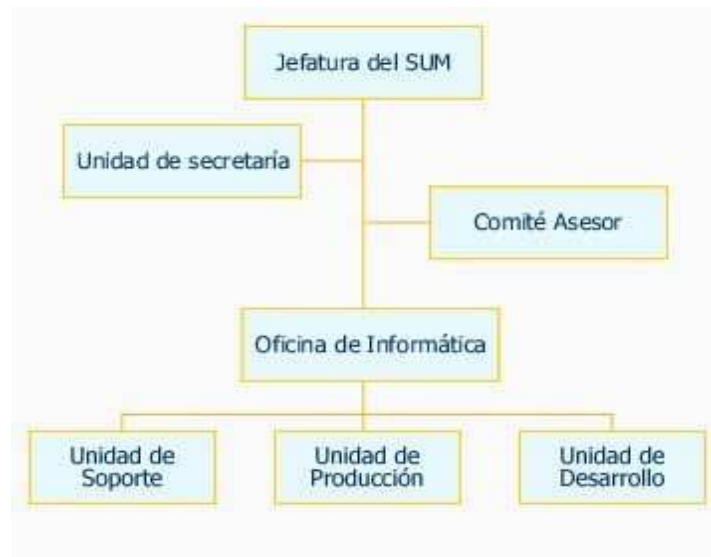 Jefatura del SUM
Unidad de secretaría
Comité Asesor
Oficina de Informática
Unidad de
Soporte
Unidad de
Producción
Unidad de
Desarrollo